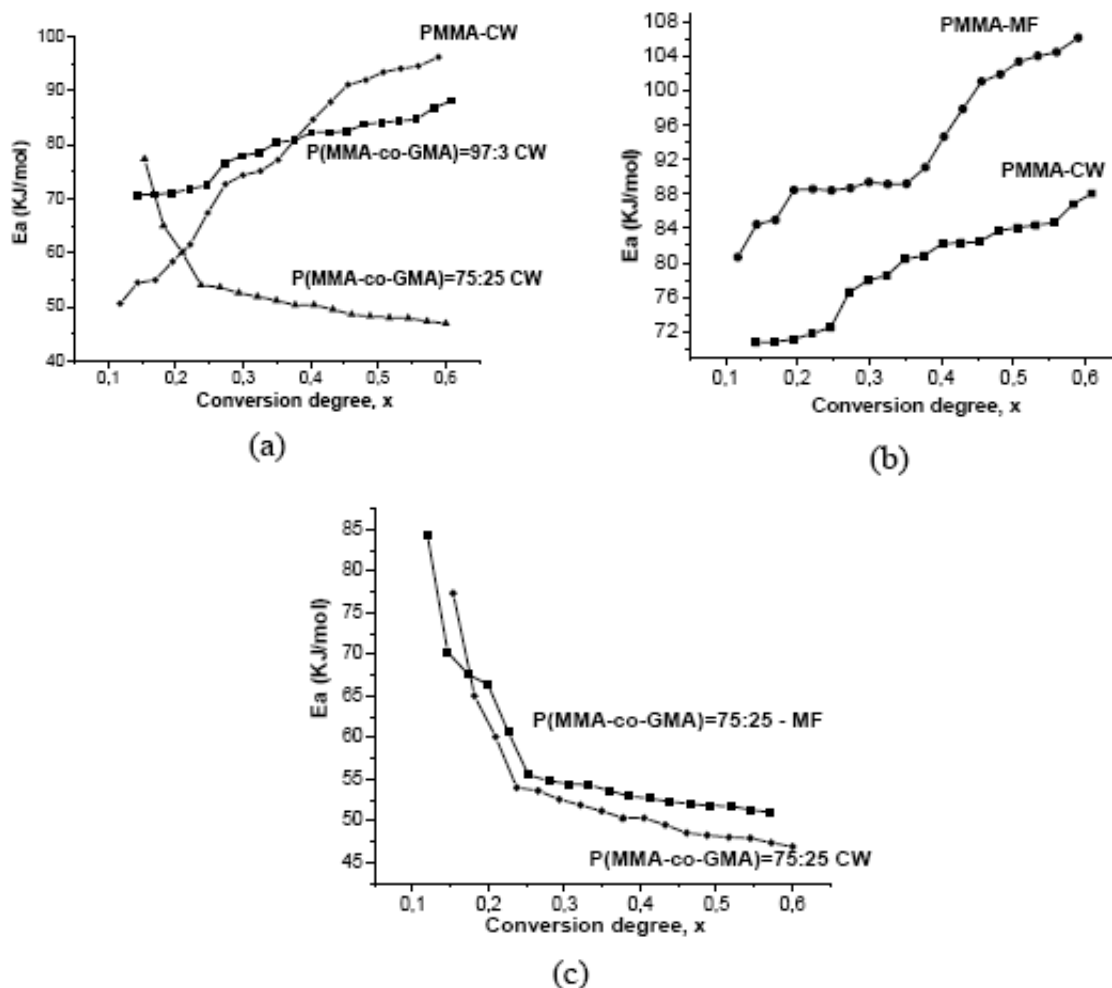 PMMA-CW
100
90
80
70
60
50
40
Ea (KJ/mol)
P(MMA-co-GMA)=97:3 CW
P(MMA-co-GMA)=75:25 CW
0,1 0,2 0,3 0,4 0,5 0,6
Conversion degree, x
(a)
108
104
100
96
92
88
84
80
76
72
Ea (KJ/mol)
PMMA-MF
PMMA-CW
0,1 0,2 0,3 0,4 0,5 0,6
Conversion degree, x
(b)
85
80
75
70
65
60
55
50
45
Ea (KJ/mol)
P(MMA-co-GMA)=75:25 - MF
P(MMA-co-GMA)=75:25 CW
0,1 0,2 0,3 0,4 0,5 0,6
Conversion degree, x
(c)